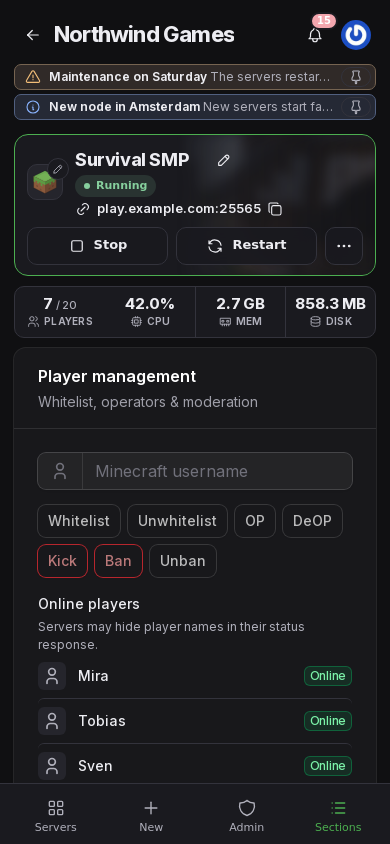 Northwind Games
15
Maintenance on Saturday The servers restar...
New node in Amsterdam New servers start fa...
Survival SMP
Running
play.example.com:25565
Stop
Restart
7 / 20
PLAYERS
42.0%
CPU
2.7 GB
MEM
858.3 MB
DISK
Player management
Whitelist, operators & moderation
Minecraft username
Whitelist
Unwhitelist
OP
DeOP
Kick
Ban
Unban
Online players
Servers may hide player names in their status
response.
Mira
Online
Tobias
Online
Sven
Online
Servers
New
Admin
Sections